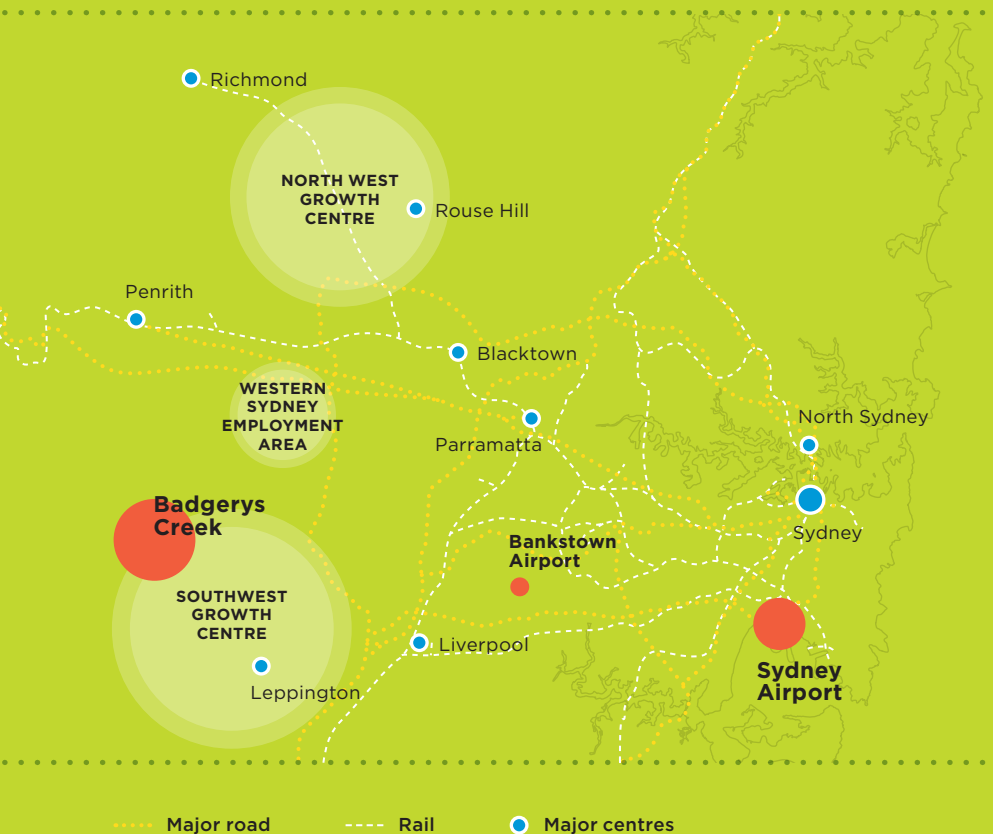 Richmond
NORTH WEST
GROWTH
CENTRE
Rouse Hill
Penrith
Blacktown
WESTERN
SYDNEY
EMPLOYMENT
AREA
North Sydney
Parramatta
Badgerys
Creek
Sydney
Bankstown
Airport
SOUTHWEST
GROWTH
CENTRE
Liverpool
Leppington
Sydney
Airport
Major road
Rail
Major centres